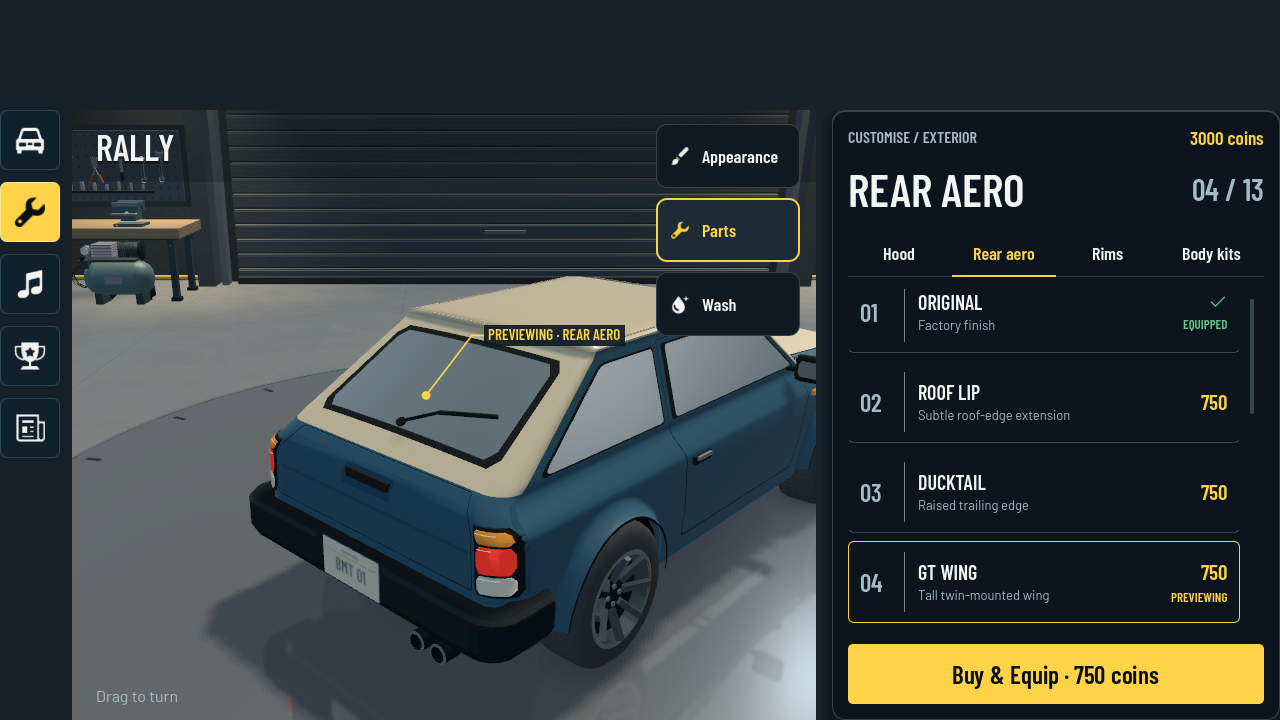 RALLY
Appearance
Parts
Wash
PREVIEWING · REAR AERO
BMT 01
Drag to turn
CUSTOMISE / EXTERIOR
3000 coins
REAR AERO
04 / 13
Hood
Rear aero
Rims
Body kits
01
ORIGINAL
Factory finish
EQUIPPED
02
ROOF LIP
Subtle roof-edge extension
750
03
DUCKTAIL
Raised trailing edge
750
04
GT WING
Tall twin-mounted wing
750
PREVIEWING
Buy & Equip · 750 coins